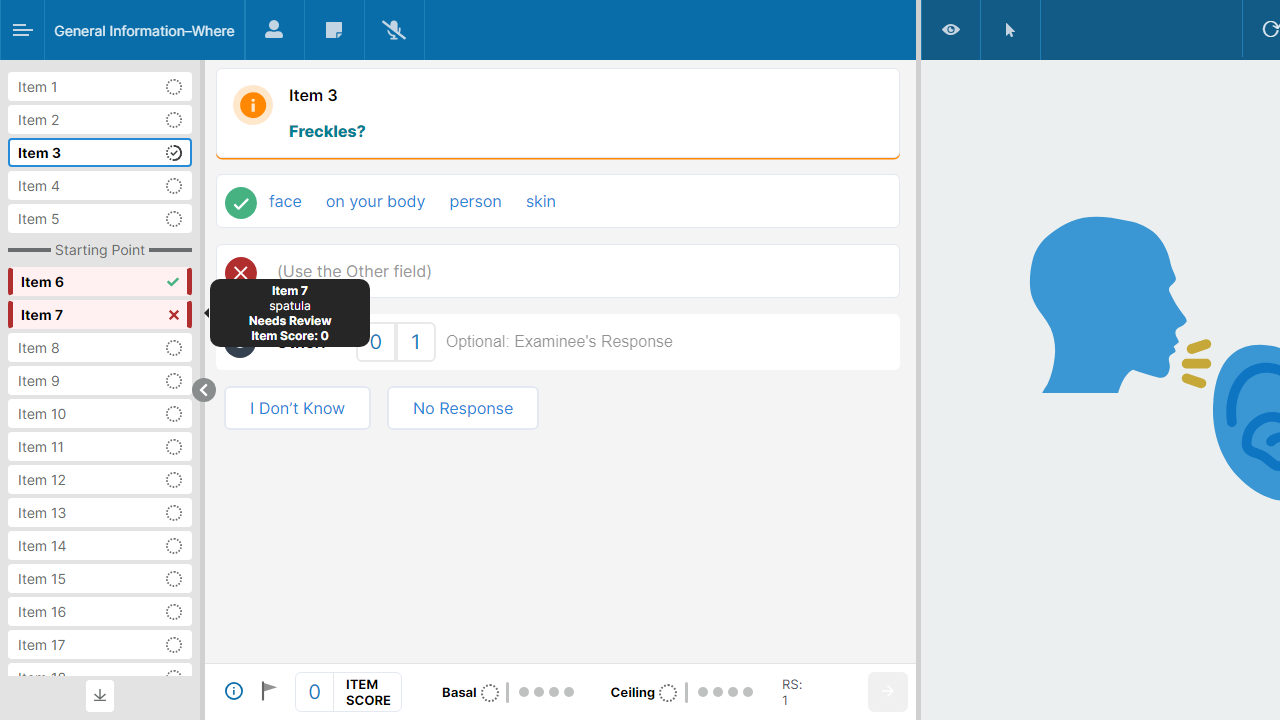 General Information–Where
Item 1
Item 2
Item 3
Item 4
Item 5
Starting Point
Item 6
Item 7
Item 8
Item 9
Item 10
Item 11
Item 12
Item 13
Item 14
Item 15
Item 16
Item 17
Item 3
Freckles?
face on your body person skin
(Use the Other field)
Item 7
spatula
Needs Review
Item Score: 0
0 1 Optional: Examinee's Response
I Don’t Know No Response
0 ITEM SCORE
Basal
Ceiling
RS:
1